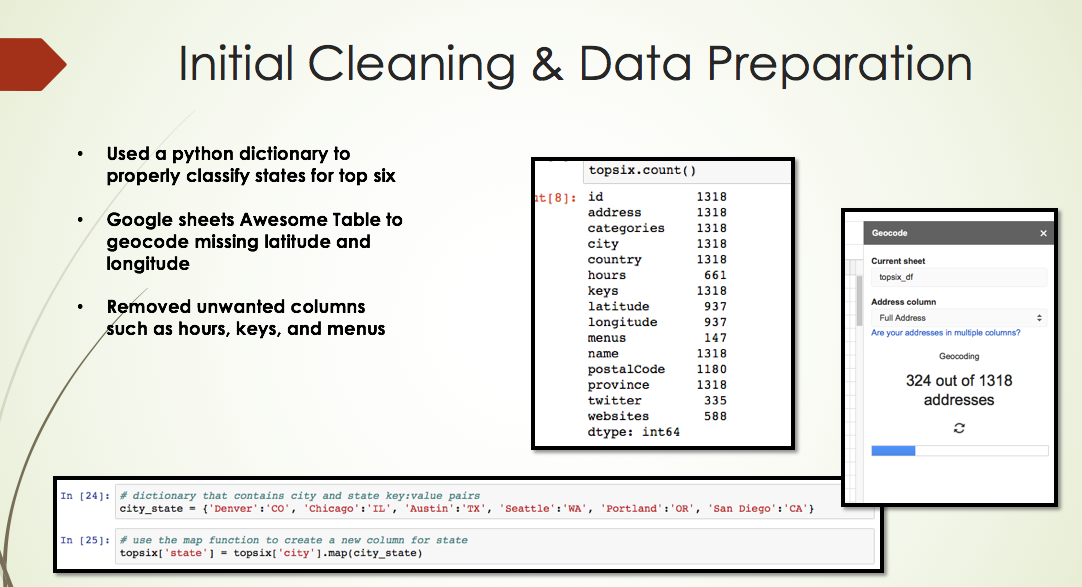 Initial Cleaning & Data Preparation
• Used a python dictionary to
properly classify states for top six
• Google sheets Awesome Table to
geocode missing latitude and
longitude
• Removed unwanted columns
such as hours, keys, and menus
topsix.count()
ut[8]: id 1318
address 1318
categories 1318
city 1318
country 1318
hours 661
keys 1318
latitude 937
longitude 937
menus 147
name 1318
postalCode 1180
province 1318
twitter 335
websites 588
dtype: int64
Geocode ×
Current sheet
topsix_df
Address column
Full Address
Are your addresses in multiple columns?
Geocoding
324 out of 1318
addresses
In [24]: # dictionary that contains city and state key:value pairs
city_state = {'Denver':'CO', 'Chicago':'IL', 'Austin':'TX', 'Seattle':'WA', 'Portland':'OR', 'San Diego':'CA'}
In [25]: # use the map function to create a new column for state
topsix['state'] = topsix['city'].map(city_state)